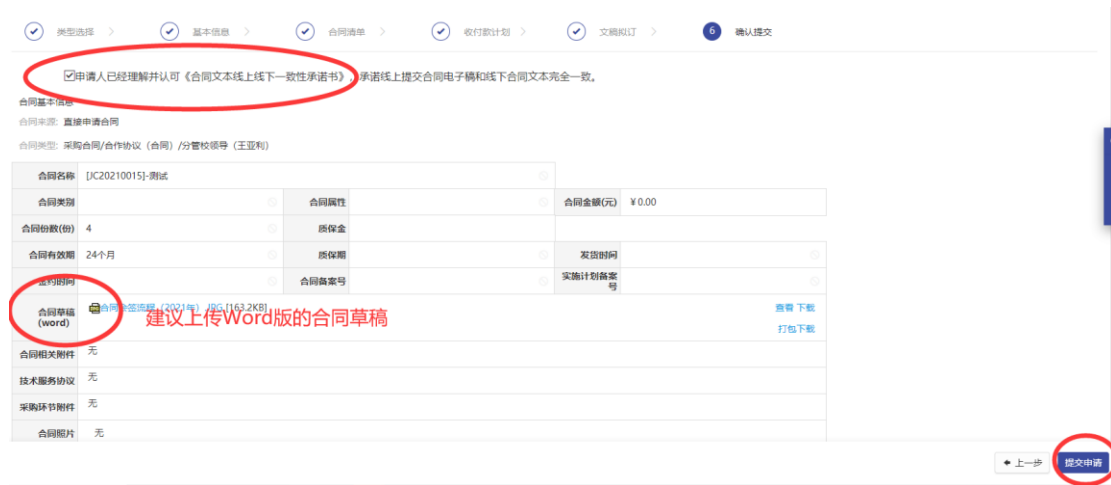 类型选择 > 基本信息 > 合同清单 > 收付款计划 > 文稿拟订 > 6 确认提交
申请人已经理解并认可《合同文本线上线下一致性承诺书》，承诺线上提交合同电子稿和线下合同文本完全一致。
合同基本信息
合同来源: 直接申请合同
合同类型: 采购合同/合作协议（合同）/分管校领导（王亚利）
合同名称 [JC20210015]-测试
合同类别 合同属性 合同金额(元) ¥0.00
合同份数(份) 4 质保金
合同有效期 24个月 质保期 发货时间
签约时间 合同备案号 实施计划备案号
合同草稿(word) 合同会签流程（2021年）.JPG [163.2KB] 查看 下载
建议上传Word版的合同草稿
打包下载
合同相关附件 无
技术服务协议 无
采购环节附件 无
合同照片 无
上一步 提交申请